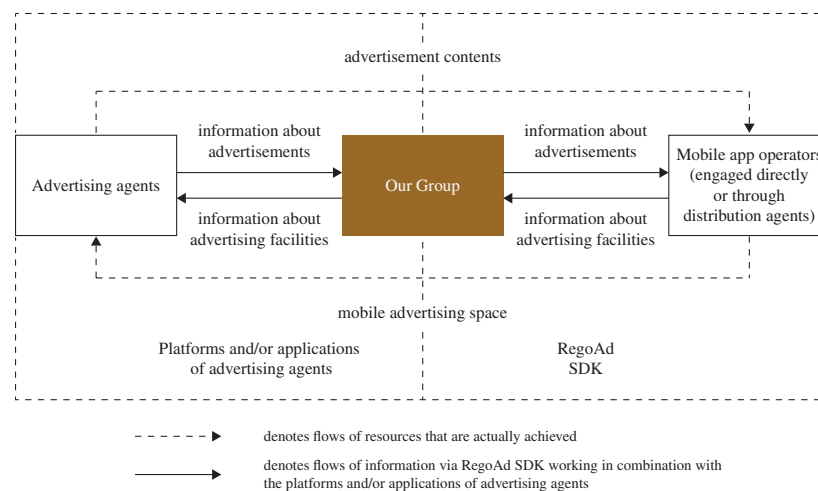 advertisement contents
information about
advertisements
information about
advertisements
Advertising agents
Our Group
Mobile app operators
(engaged directly
or through
distribution agents)
information about
advertising facilities
information about
advertising facilities
mobile advertising space
Platforms and/or applications
of advertising agents
RegoAd
SDK
denotes flows of resources that are actually achieved
denotes flows of information via RegoAd SDK working in combination with
the platforms and/or applications of advertising agents